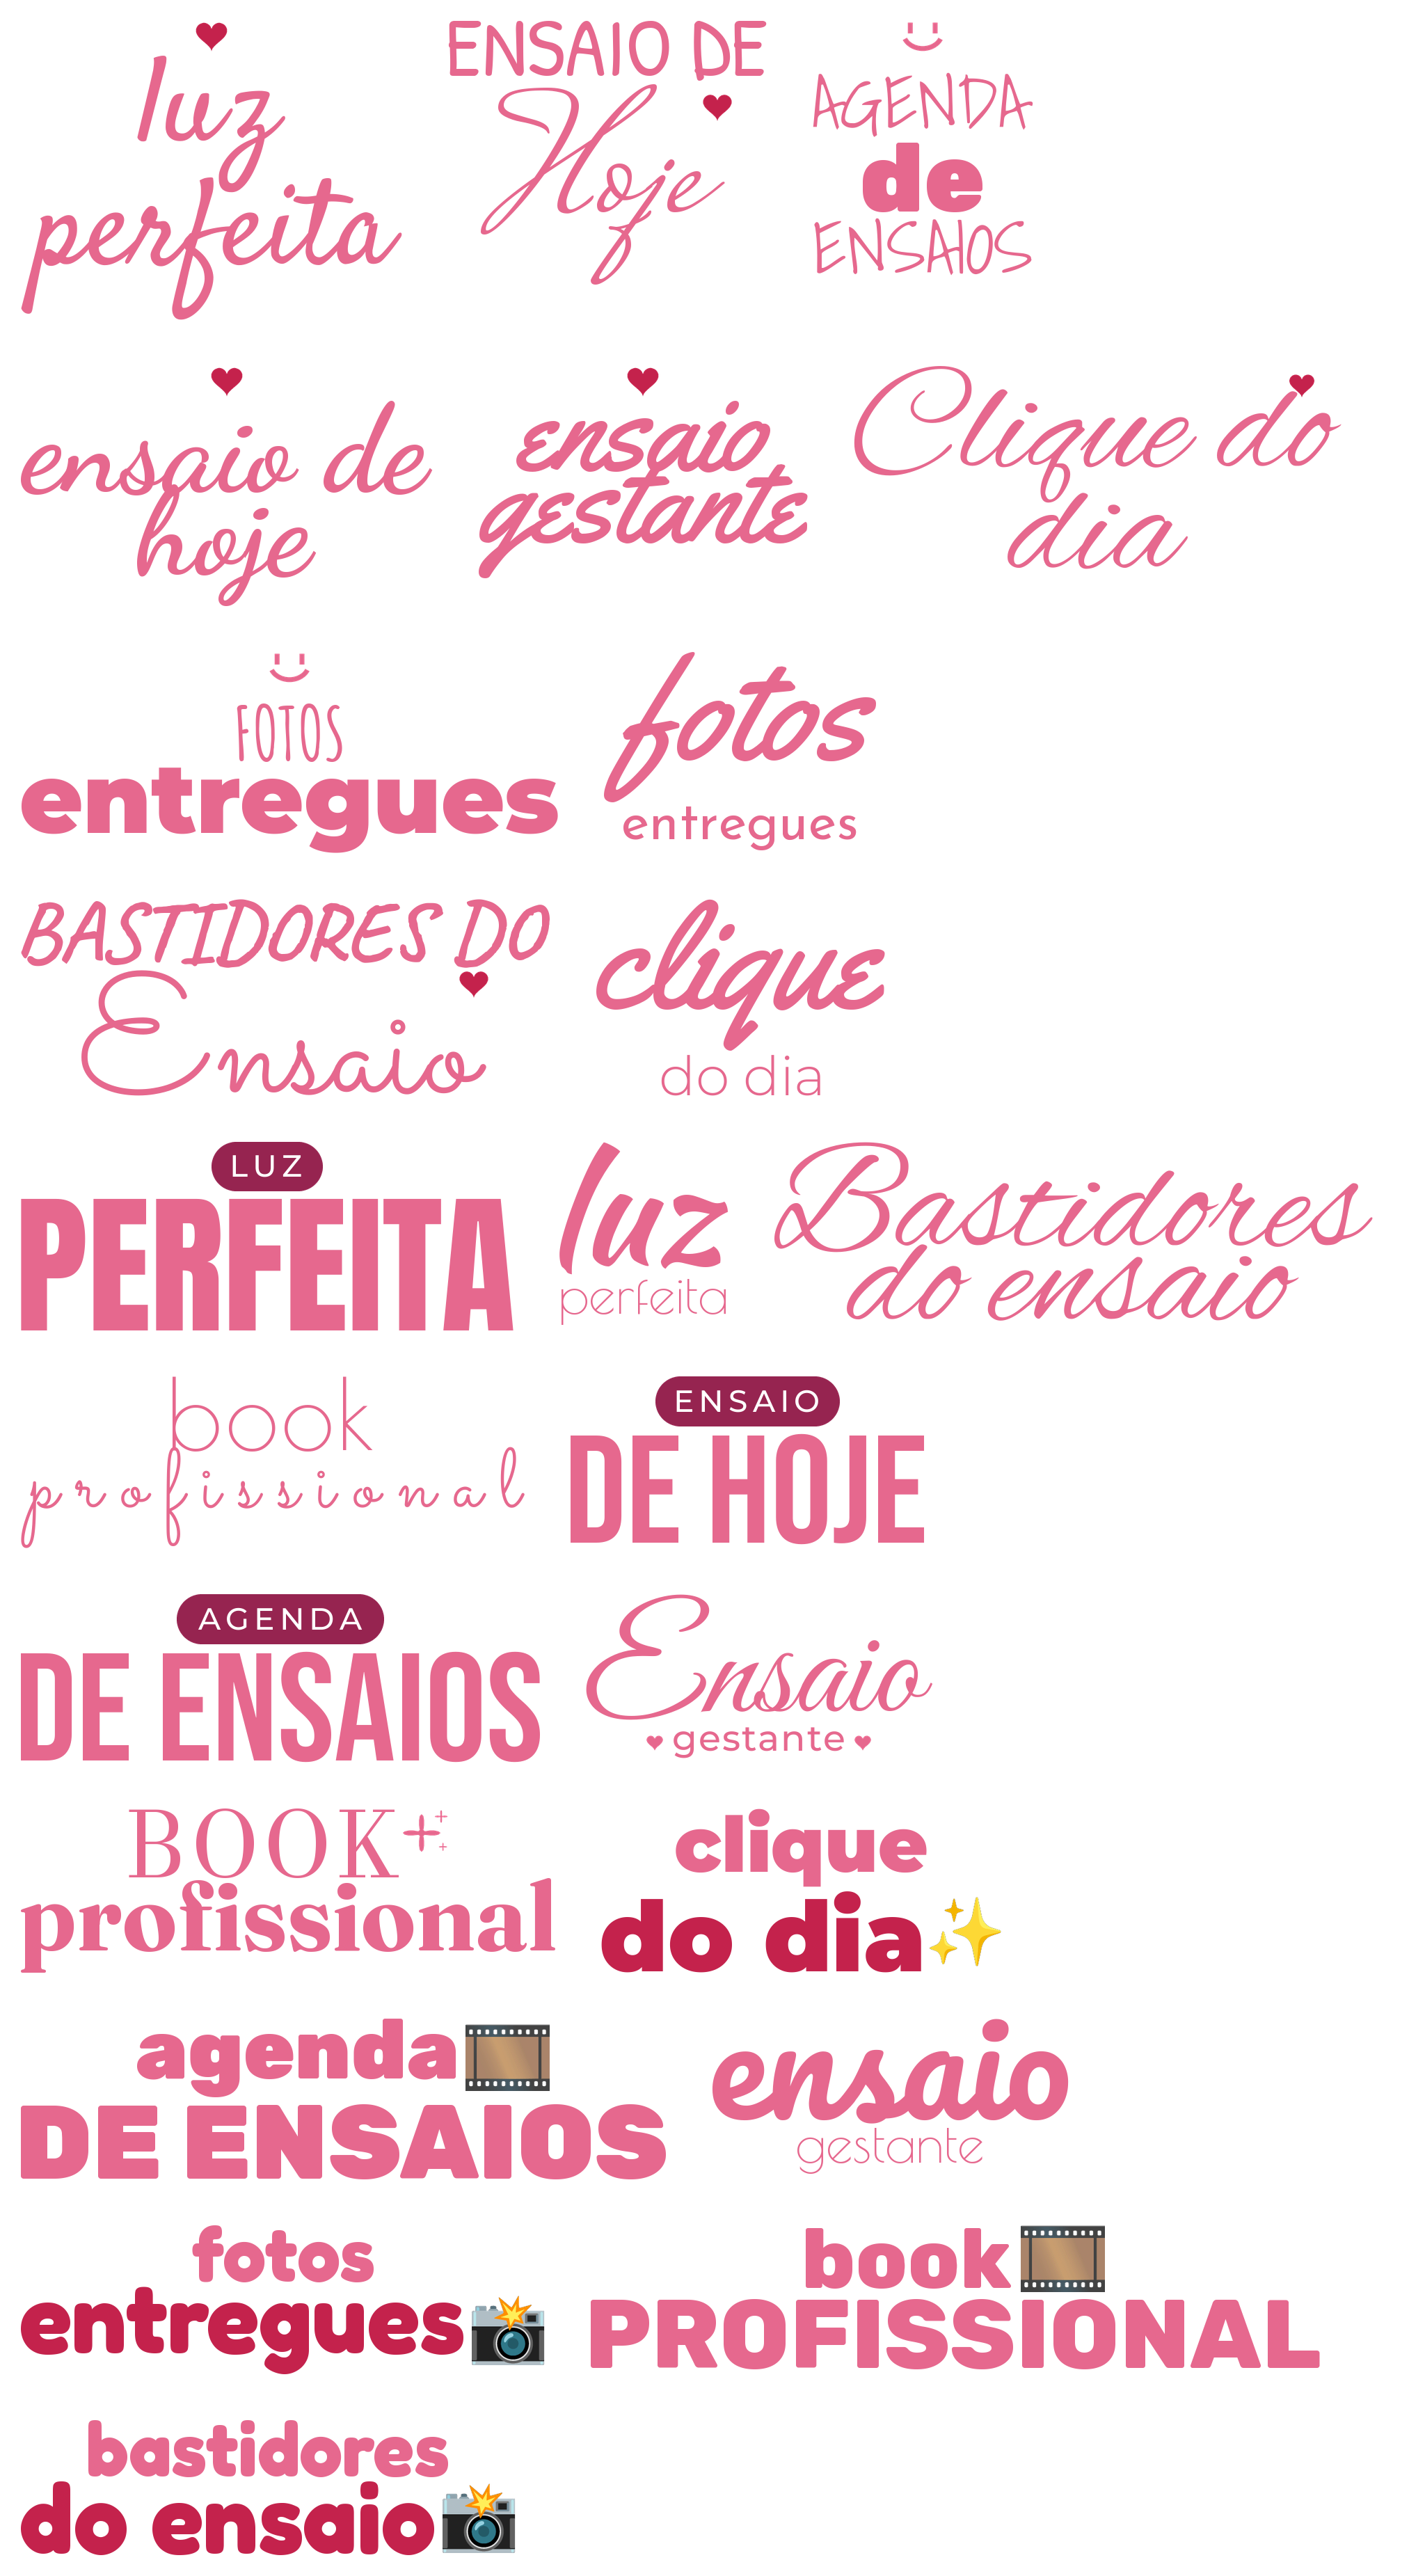 luz
perfeita
ENSAIO DE
Hoje
AGENDA
de
ENSAIOS
ensaio de
hoje
ensaio
gestante
Clique do
dia
FOTOS
entregues
fotos
entregues
BASTIDORES DO
Ensaio
clique
do dia
LUZ
PERFEITA
luz
perfeita
Bastidores
do ensaio
book
profissional
ENSAIO
DE HOJE
AGENDA
DE ENSAIOS
Ensaio
gestante
BOOK
profissional
clique
do dia
agenda
DE ENSAIOS
ensaio
gestante
fotos
entregues
book
PROFISSIONAL
bastidores
do ensaio